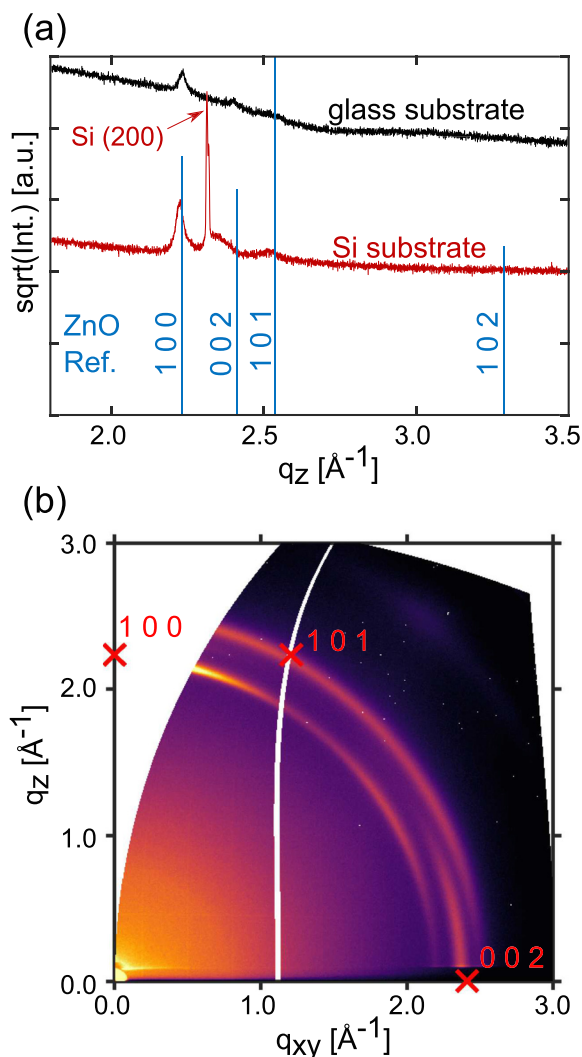 (a)
glass substrate
Si (200)
Si substrate
ZnO
Ref.
1 0 0
0 0 2
1 0 1
1 0 2
sqrt(Int.) [a.u.]
2.0 2.5 3.0 3.5
qz [Å-1]
(b)
3.0
1 0 0
1 0 1
2.0
qz [Å-1]
1.0
0 0 2
0.0
0.0 1.0 2.0 3.0
qxy [Å-1]